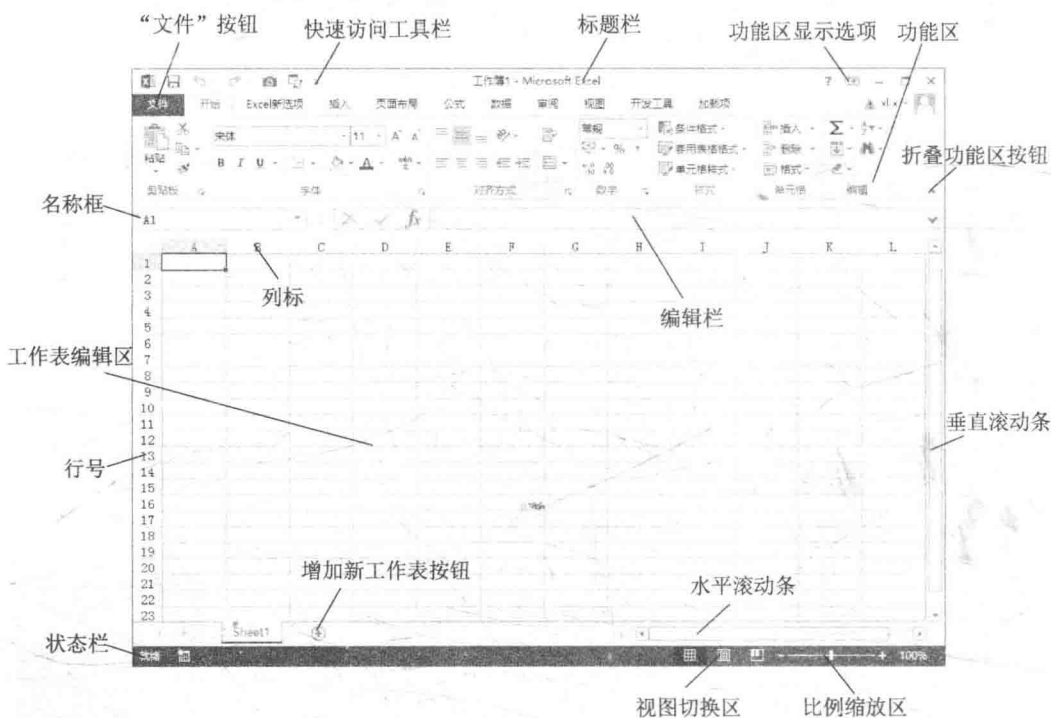 “文件”按钮 快速访问工具栏 标题栏 功能区显示选项 功能区
工作簿1 - Microsoft Excel ?
文件 开始 Excel新选项 插入 页面布局 公式 数据 审阅 视图 开发工具 加载项
宋体 11 A A 常规 条件格式 插入 Σ
粘贴 B I U A % 套用表格格式 删除
单元格样式 格式
剪贴板 字体 对齐方式 数字 样式 单元格 编辑
折叠功能区按钮
名称框
A1 fx
A B C D E F G H I J K L
1
2
列标
3
编辑栏
4
5
6
工作表编辑区
7
8
9
10
11
垂直滚动条
12
13
行号
14
15
16
17
18
19
20
增加新工作表按钮
21
水平滚动条
22
23
Sheet1
状态栏
就绪 100%
视图切换区 比例缩放区